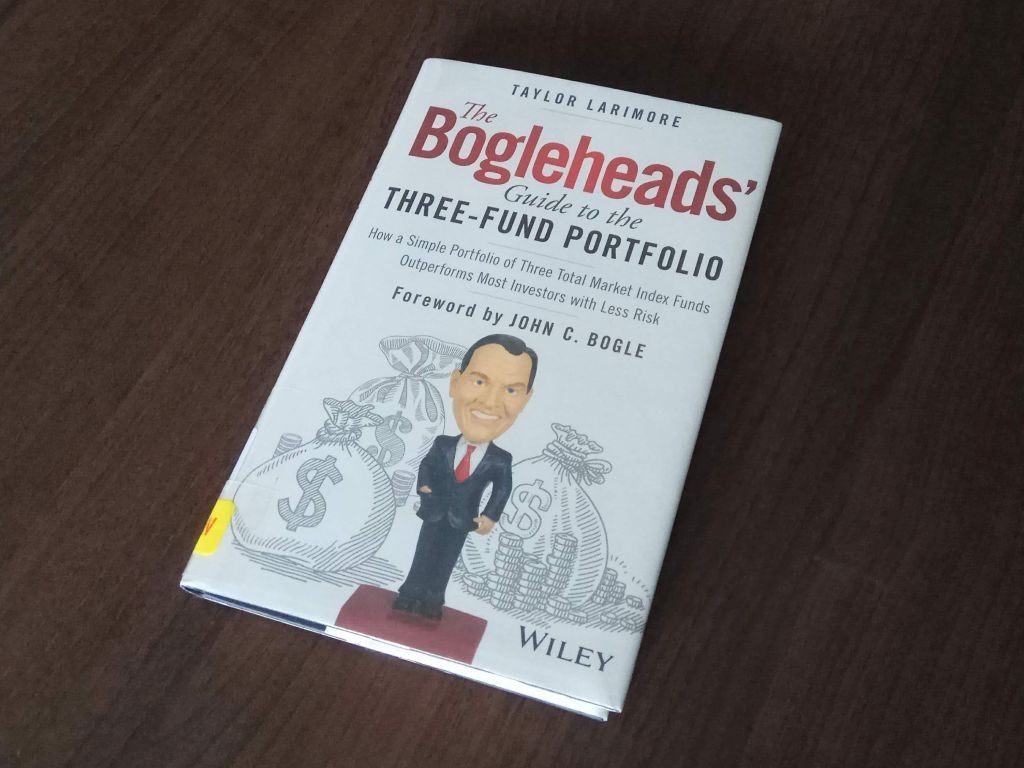 TAYLOR LARIMORE
The
Bogleheads'
Guide to the
THREE-FUND PORTFOLIO
How a Simple Portfolio of Three Total Market Index Funds
Outperforms Most Investors with Less Risk
Foreword by JOHN C. BOGLE
$
$
$
WILEY